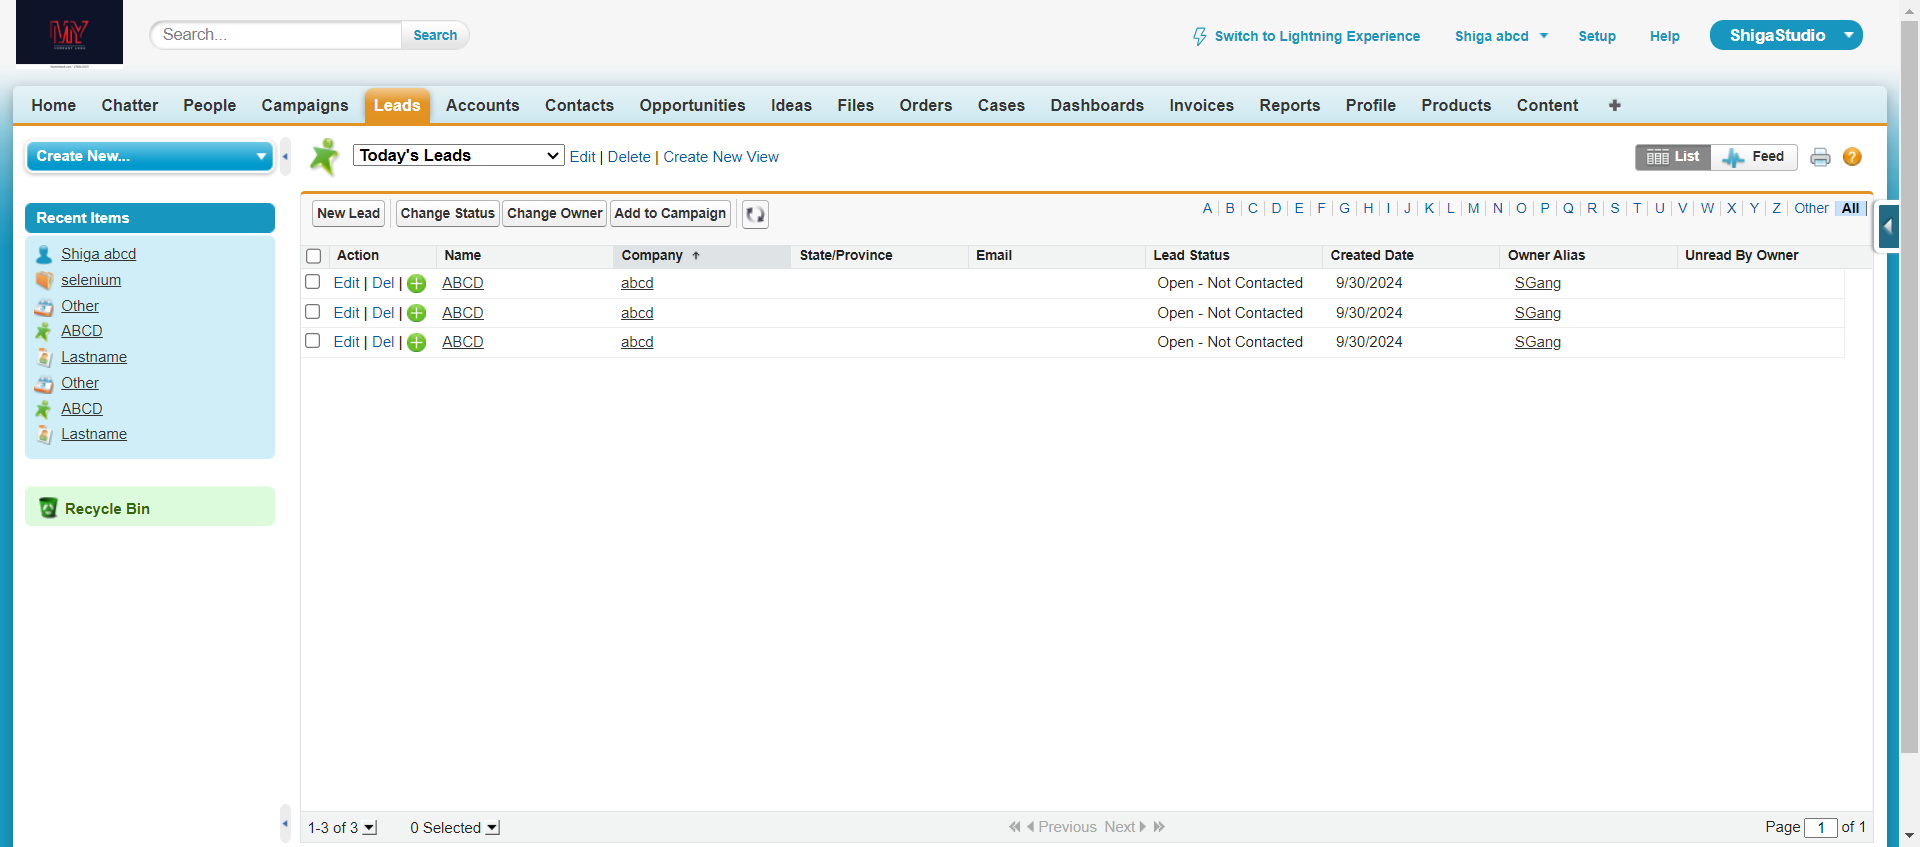 MY
COMPANY LOGO
Search...
Search
Switch to Lightning Experience
Shiga abcd
Setup
Help
ShigaStudio
Home Chatter People Campaigns Leads Accounts Contacts Opportunities Ideas Files Orders Cases Dashboards Invoices Reports Profile Products Content +
Create New...
Today's Leads Edit | Delete | Create New View
List Feed ?
Recent Items
Shiga abcd
selenium
Other
ABCD
Lastname
Other
ABCD
Lastname
Recycle Bin
New Lead Change Status Change Owner Add to Campaign
A | B | C | D | E | F | G | H | I | J | K | L | M | N | O | P | Q | R | S | T | U | V | W | X | Y | Z | Other | All
Action Name Company State/Province Email Lead Status Created Date Owner Alias Unread By Owner
Edit | Del | ABCD abcd Open - Not Contacted 9/30/2024 SGang
Edit | Del | ABCD abcd Open - Not Contacted 9/30/2024 SGang
Edit | Del | ABCD abcd Open - Not Contacted 9/30/2024 SGang
1-3 of 3 0 Selected Previous Next Page 1 of 1